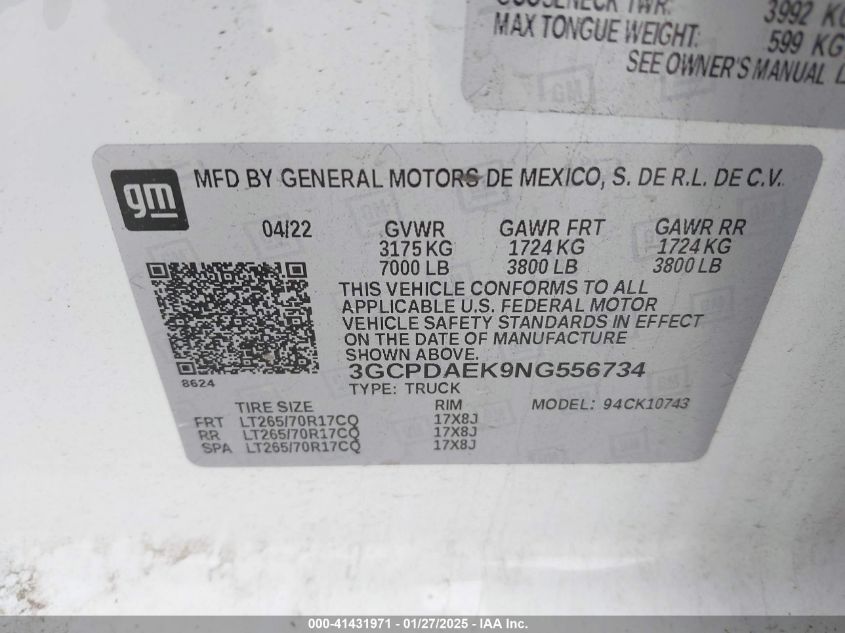 GOOSENECK TWR: 3992 KG
MAX TONGUE WEIGHT: 599 KG
SEE OWNER'S MANUAL
gm MFD BY GENERAL MOTORS DE MEXICO, S. DE R.L. DE C.V.
04/22 GVWR GAWR FRT GAWR RR
3175 KG 1724 KG 1724 KG
7000 LB 3800 LB 3800 LB
THIS VEHICLE CONFORMS TO ALL
APPLICABLE U.S. FEDERAL MOTOR
VEHICLE SAFETY STANDARDS IN EFFECT
ON THE DATE OF MANUFACTURE
SHOWN ABOVE.
8624 3GCPDAEK9NG556734
TYPE: TRUCK
TIRE SIZE RIM MODEL: 94CK10743
FRT LT265/70R17CQ 17X8J
RR LT265/70R17CQ 17X8J
SPA LT265/70R17CQ 17X8J
000-41431971 | 01/27/2025 | IAA Inc.